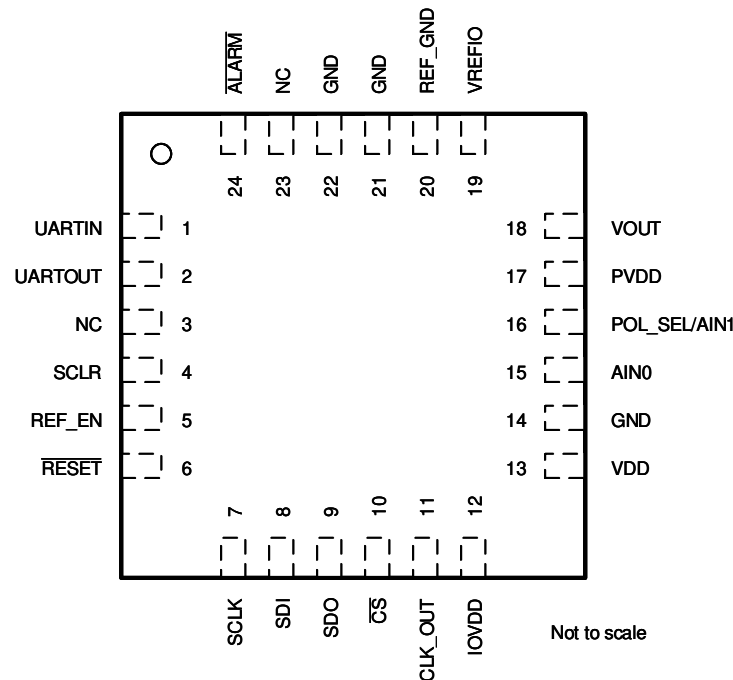 ALARM
NC
GND
GND
REF_GND
VREFIO
24
23
22
21
20
19
UARTIN 1
UARTOUT 2
NC 3
SCLR 4
REF_EN 5
RESET 6
18 VOUT
17 PVDD
16 POL_SEL/AIN1
15 AIN0
14 GND
13 VDD
7
8
9
10
11
12
SCLK
SDI
SDO
CS
CLK_OUT
IOVDD
Not to scale